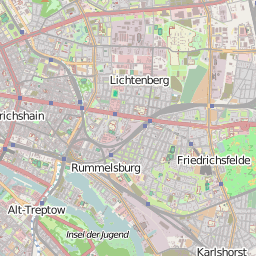 Lichtenberg
richshain
Friedrichsfelde
Rummelsburg
Alt-Treptow
Insel der Jugend
Karlshorst